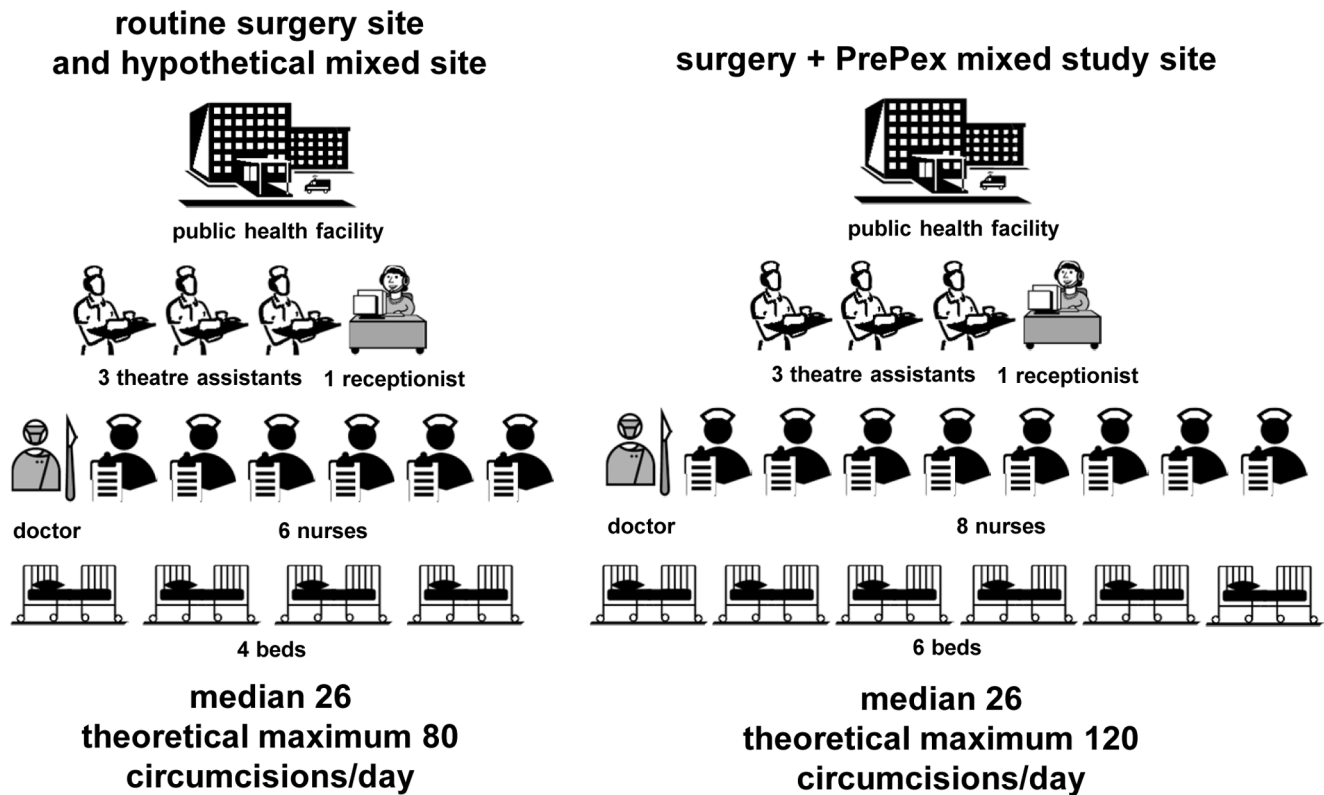 routine surgery site
and hypothetical mixed site
public health facility
3 theatre assistants 1 receptionist
doctor 6 nurses
4 beds
median 26
theoretical maximum 80
circumcisions/day
surgery + PrePex mixed study site
public health facility
3 theatre assistants 1 receptionist
doctor 8 nurses
6 beds
median 26
theoretical maximum 120
circumcisions/day